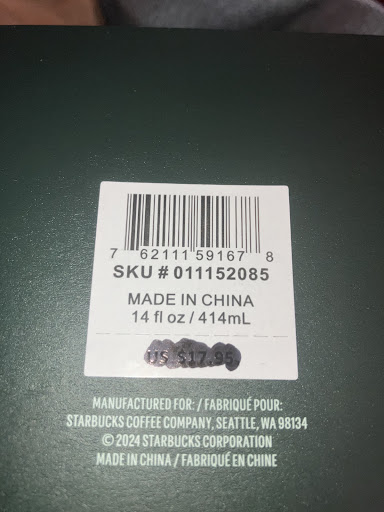 7 62111 59167 8
SKU # 011152085
MADE IN CHINA
14 fl oz / 414mL
US $17.95
MANUFACTURED FOR: / FABRIQUÉ POUR:
STARBUCKS COFFEE COMPANY, SEATTLE, WA 98134
© 2024 STARBUCKS CORPORATION
MADE IN CHINA / FABRIQUÉ EN CHINE